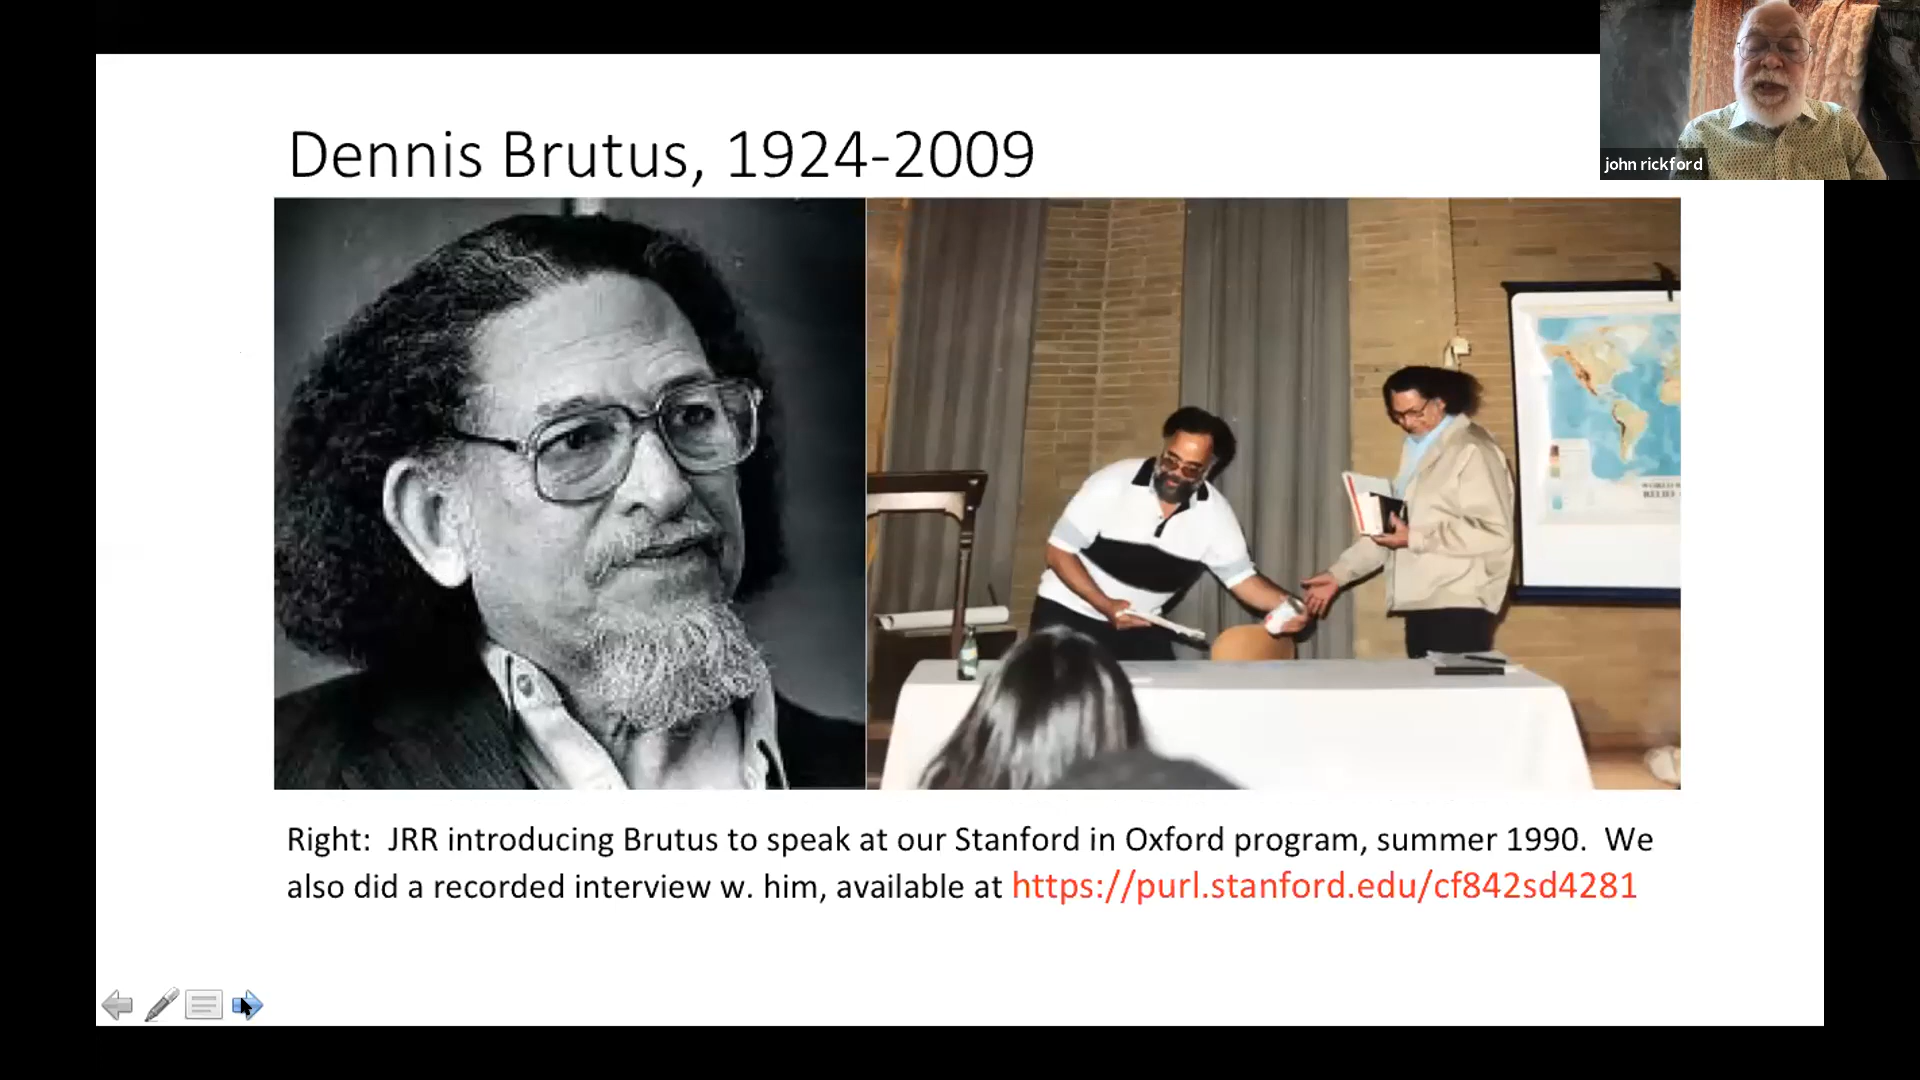 Dennis Brutus, 1924-2009
john rickford
Right:  JRR introducing Brutus to speak at our Stanford in Oxford program, summer 1990.  We
also did a recorded interview w. him, available at https://purl.stanford.edu/cf842sd4281